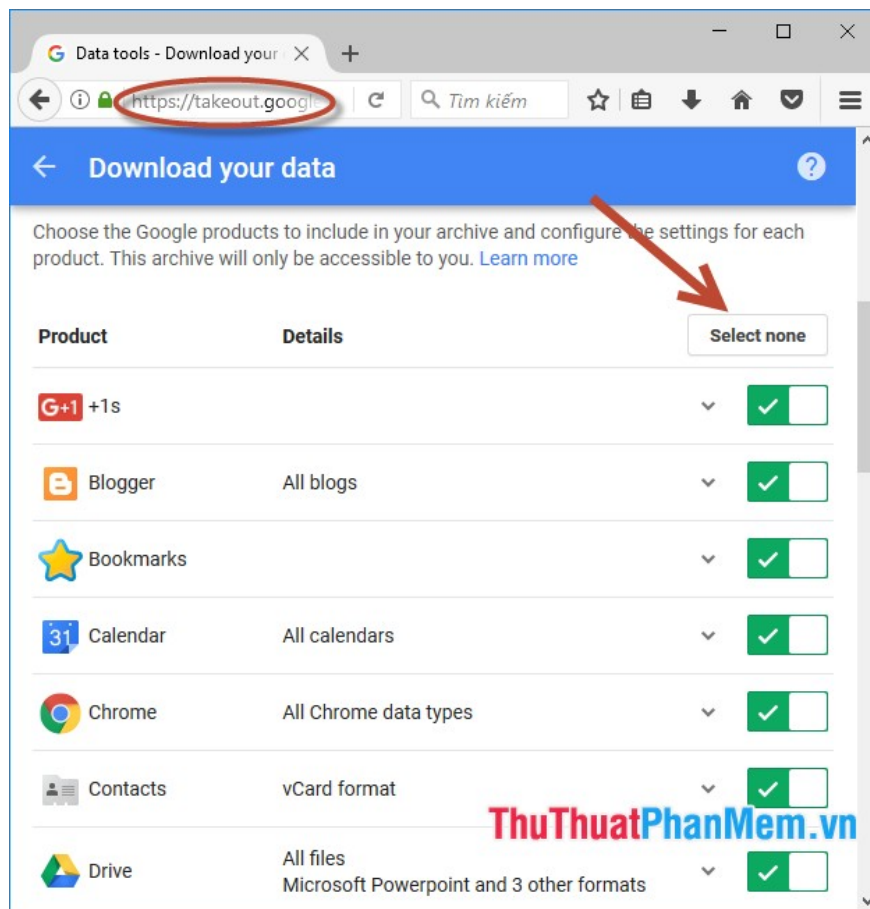 Data tools - Download your
https://takeout.google
Tìm kiếm
Download your data
Choose the Google products to include in your archive and configure the settings for each
product. This archive will only be accessible to you. Learn more
Product Details Select none
G+1 +1s
Blogger All blogs
Bookmarks
31 Calendar All calendars
Chrome All Chrome data types
Contacts vCard format
ThuThuatPhanMem.vn
Drive All files
Microsoft Powerpoint and 3 other formats